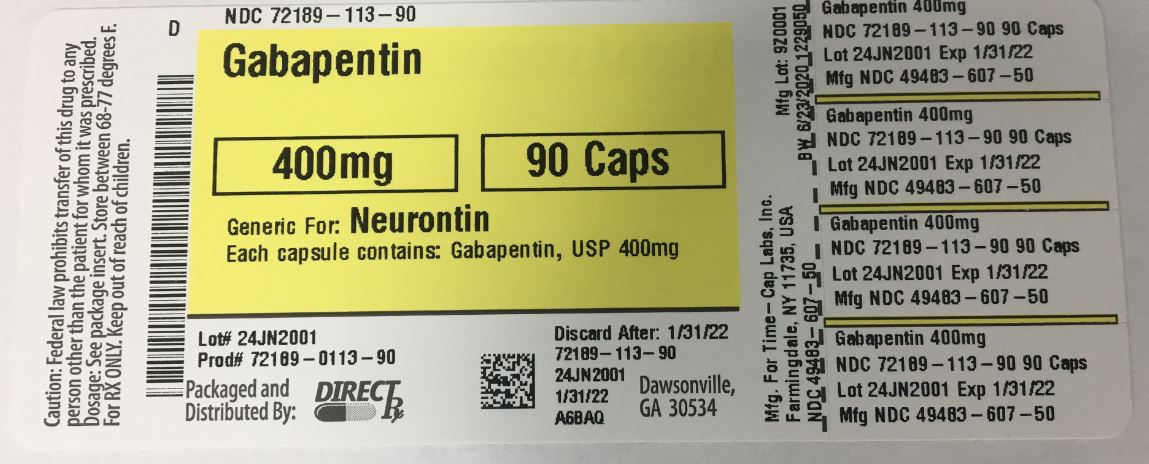 NDC 72189-113-90
D
Gabapentin
400mg
90 Caps
Generic For: Neurontin
Each capsule contains: Gabapentin, USP 400mg
Lot# 24JN2001
Prod# 72189-0113-90
Packaged and
Distributed By:
DIRECT Rx
Discard After: 1/31/22
72189-113-90
24JN2001
1/31/22
A6BAQ
Dawsonville,
GA 30534
Caution: Federal law prohibits transfer of this drug to any
person other than the patient for whom it was prescribed.
Dosage: See package insert. Store between 68-77 degrees F.
For RX ONLY. Keep out of reach of children.
Mfg. For Time-Cap Labs, Inc.
Farmingdale, NY 11735, USA
NDC 49483-607-50
Mfg Lot: 920001
BW 6/23/2020 1229050
Gabapentin 400mg
NDC 72189-113-90 90 Caps
Lot 24JN2001 Exp 1/31/22
Mfg NDC 49483-607-50
Gabapentin 400mg
NDC 72189-113-90 90 Caps
Lot 24JN2001 Exp 1/31/22
Mfg NDC 49483-607-50
Gabapentin 400mg
NDC 72189-113-90 90 Caps
Lot 24JN2001 Exp 1/31/22
Mfg NDC 49483-607-50
Gabapentin 400mg
NDC 72189-113-90 90 Caps
Lot 24JN2001 Exp 1/31/22
Mfg NDC 49483-607-50